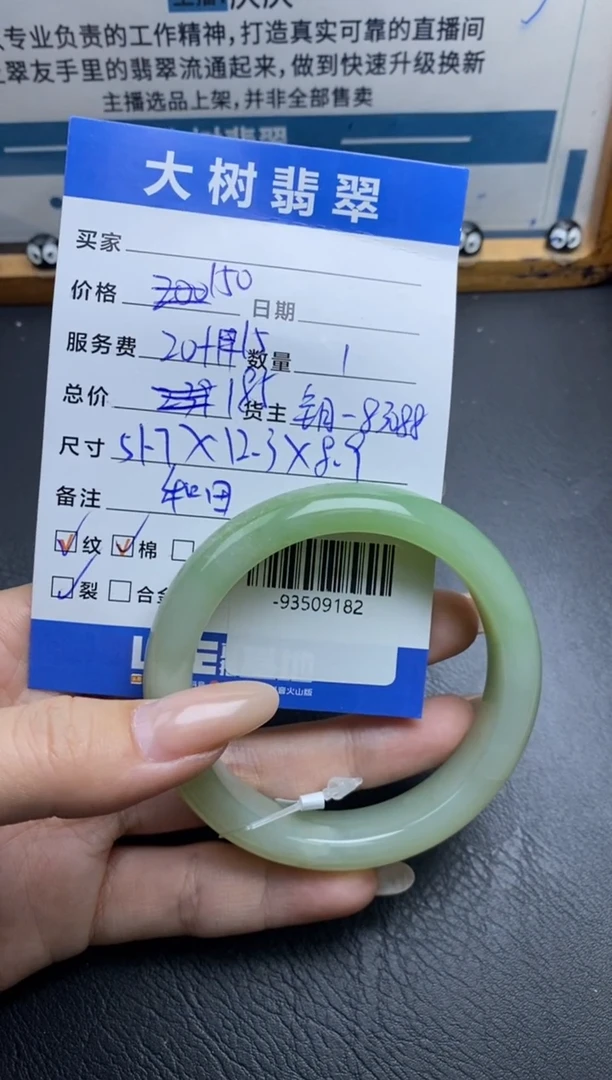 专业负责的工作精神，打造真实可靠的直播间
翠友手里的翡翠流通起来，做到快速升级换新
主播选品上架，并非全部售卖
大树翡翠
买家
价格 200 150 日期
服务费 20+ 15 数量 1
总价 185 货主 -8388
尺寸 51.7×12.3×8.9
备注 和田
纹 棉
裂 合金
-93509182